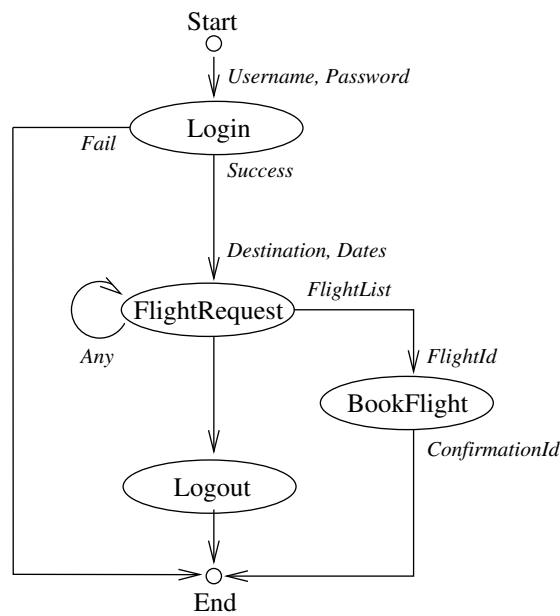 Start
Username, Password
Login
Fail
Success
Destination, Dates
FlightList
FlightRequest
Any
FlightId
BookFlight
ConfirmationId
Logout
End